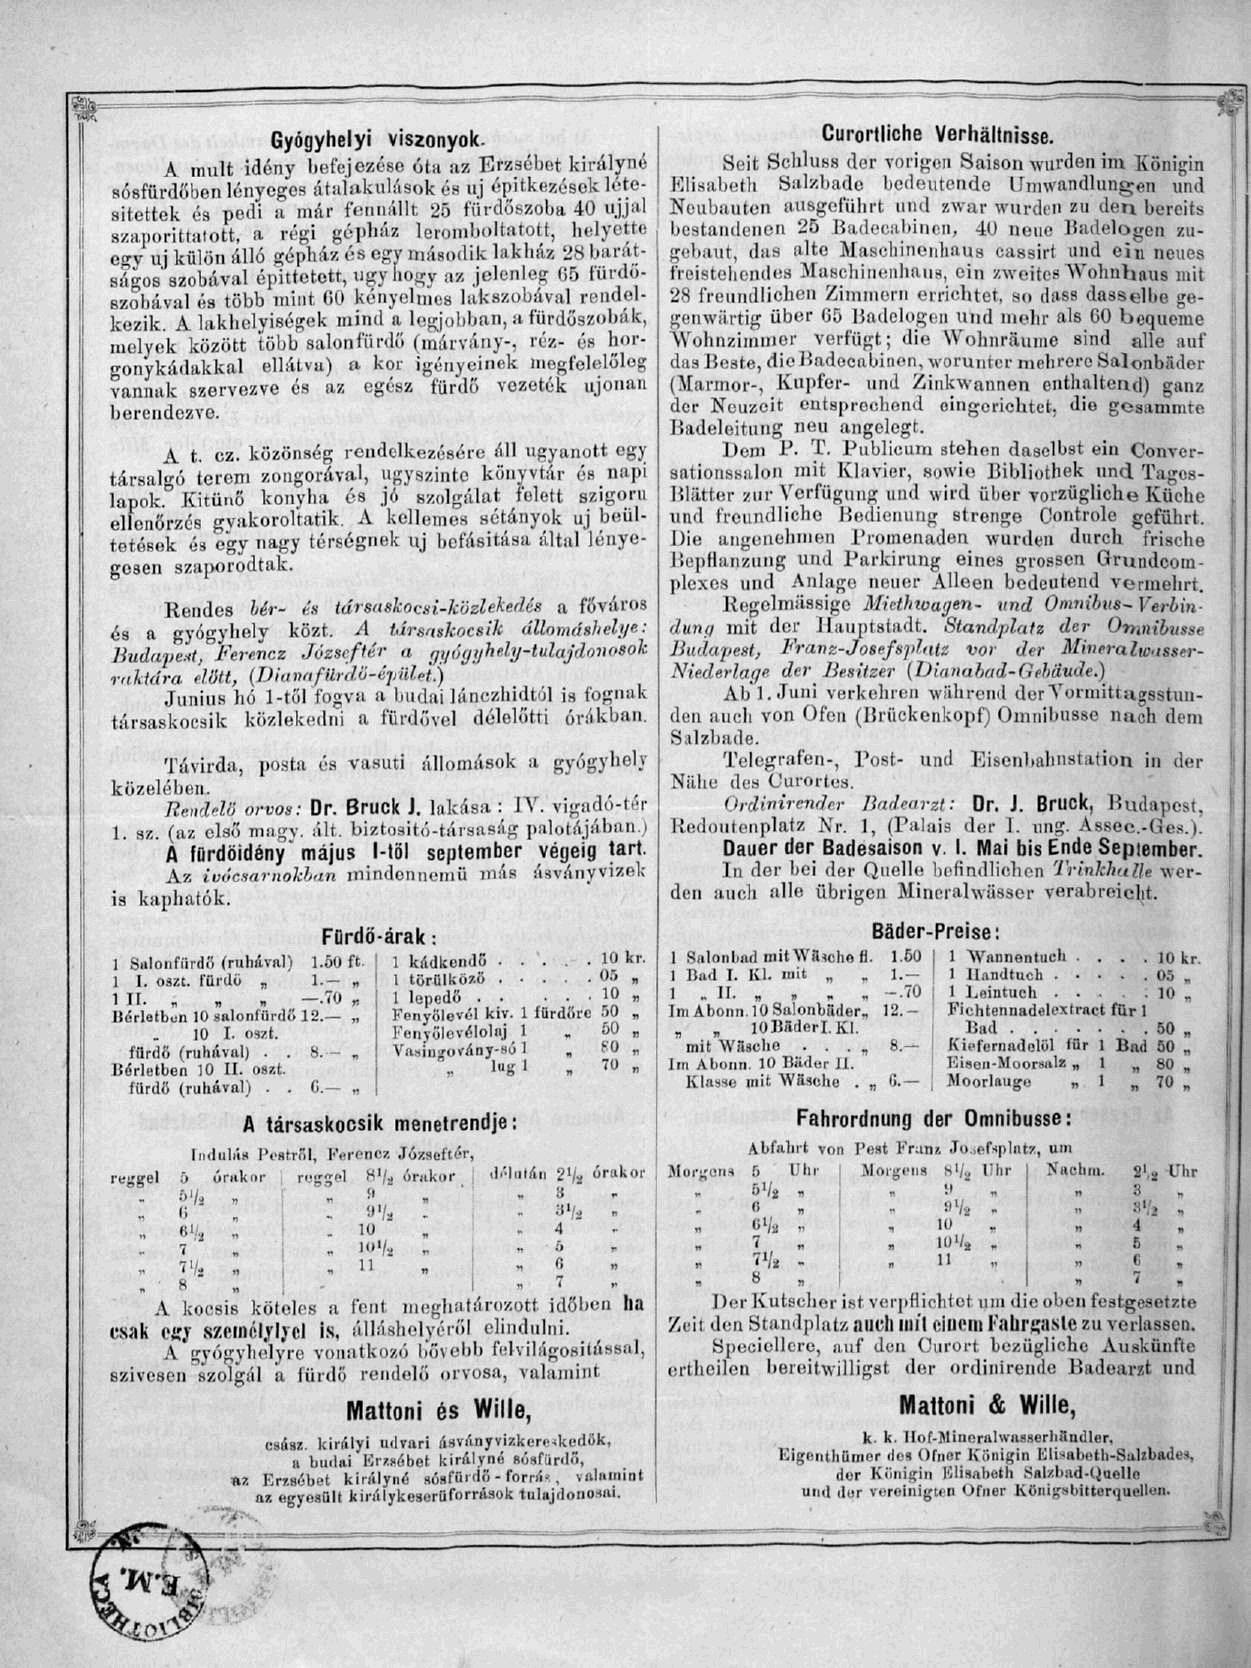 Gyógyhelyi viszonyok.
A mult idény befejezése óta az Erzsébet királyné
sósfürdőben lényeges átalakulások és uj épitkezések léte-
sitettek és pedi a már fennállt 25 fürdőszoba 40 ujjal
szaporittatott, a régi gépház leromboltatott, helyette
egy uj külön álló gépház és egy második lakház 28 barát-
ságos szobával épittetett, ugy hogy az jelenleg 65 fürdő-
szobával és több mint 60 kényelmes lakszobával rendel-
kezik. A lakhelyiségek mind a legjobban, a fürdőszobák,
melyek között több salonfürdő (márvány-, réz- és hor-
gonykádakkal ellátva) a kor igényeinek megfelelőleg
vannak szervezve és az egész fürdő vezeték ujonan
berendezve.
A t. cz. közönség rendelkezésére áll ugyanott egy
társalgó terem zongorával, ugyszinte könyvtár és napi
lapok. Kitünő konyha és jó szolgálat felett szigoru
ellenőrzés gyakoroltatik. A kellemes sétányok uj beül-
tetések és egy nagy térségnek uj befásitása által lénye-
gesen szaporodtak.
Rendes bér- és társaskocsi-közlekedés a főváros
és a gyógyhely közt. A társaskocsik állomáshelye:
Budapest, Ferencz Józseftér a gyógyhely-tulajdonosok
raktára előtt, (Dianafürdő-épület.)
Junius hó 1-től fogva a budai lánczhidtól is fognak
társaskocsik közlekedni a fürdővel délelőtti órákban.
Távirda, posta és vasuti állomások a gyógyhely
közelében.
Rendelő orvos: Dr. Bruck J. lakása: IV. vigadó-tér
1. sz. (az első magy. ált. biztositó-társaság palotájában.)
A fürdőidény május 1-től september végeig tart.
Az ivócsarnokban mindennemü más ásványvizek
is kaphatók.
Fürdő-árak:
1 Salonfürdő (ruhával) 1.50 ft. 1 kádkendő . . . . . 10 kr.
1 I. oszt. fürdő „ 1.— „ 1 törülköző . . . . . 05 „
1 II. „ „ „ —.70 „ 1 lepedő . . . . . 10 „
Bérletben 10 salonfürdő 12.— „ Fenyőlevél kiv. 1 fürdőre 50 „
„ 10 I. oszt. Fenyőlevélolaj 1 „ 50 „
fürdő (ruhával) . . 8.— „ Vasingovány-só 1 „ 80 „
Bérletben 10 II. oszt. „ lug 1 „ 70 „
fürdő (ruhával) . . 6.— „
A társaskocsik menetrendje:
Indulás Pestről, Ferencz Józseftér,
reggel 5 órakor reggel 8½ órakor délután 2½ órakor
„ 5½ „ „ 9 „ „ 3 „
„ 6 „ „ 9½ „ „ 3½ „
„ 6½ „ „ 10 „ „ 4 „
„ 7 „ „ 10½ „ „ 5 „
„ 7½ „ „ 11 „ „ 6 „
„ 8 „ „ 7 „
A kocsis köteles a fent meghatározott időben ha
csak egy személylyel is, álláshelyéről elindulni.
A gyógyhelyre vonatkozó bővebb felvilágositással,
szivesen szolgál a fürdő rendelő orvosa, valamint
Mattoni és Wille,
csász. királyi udvari ásványvizkereskedők,
a budai Erzsébet királyné sósfürdő,
az Erzsébet királyné sósfürdő-forrás, valamint
az egyesült királykeserüforrások tulajdonosai.
Curortliche Verhältnisse.
Seit Schluss der vorigen Saison wurden im Königin
Elisabeth Salzbade bedeutende Umwandlungen und
Neubauten ausgeführt und zwar wurden zu den bereits
bestandenen 25 Badecabinen, 40 neue Badelogen zu-
gebaut, das alte Maschinenhaus cassirt und ein neues
freistehendes Maschinenhaus, ein zweites Wohnhaus mit
28 freundlichen Zimmern errichtet, so dass dasselbe ge-
genwärtig über 65 Badelogen und mehr als 60 bequeme
Wohnzimmer verfügt; die Wohnräume sind alle auf
das Beste, die Badecabinen, worunter mehrere Salonbäder
(Marmor-, Kupfer- und Zinkwannen enthaltend) ganz
der Neuzeit entsprechend eingerichtet, die gesammte
Badeleitung neu angelegt.
Dem P. T. Publicum stehen daselbst ein Conver-
sationssalon mit Klavier, sowie Bibliothek und Tages-
Blätter zur Verfügung und wird über vorzügliche Küche
und freundliche Bedienung strenge Controle geführt.
Die angenehmen Promenaden wurden durch frische
Bepflanzung und Parkirung eines grossen Grundcom-
plexes und Anlage neuer Alleen bedeutend vermehrt.
Regelmässige Miethwagen- und Omnibus-Verbin-
dung mit der Hauptstadt. Standplatz der Omnibusse
Budapest, Franz-Josefsplatz vor der Mineralwasser-
Niederlage der Besitzer (Dianabad-Gebäude.)
Ab 1. Juni verkehren während der Vormittagsstun-
den auch von Ofen (Brückenkopf) Omnibusse nach dem
Salzbade.
Telegrafen-, Post- und Eisenbahnstation in der
Nähe des Curortes.
Ordinirender Badearzt: Dr. J. Bruck, Budapest,
Redoutenplatz Nr. 1, (Palais der I. ung. Assec.-Ges.).
Dauer der Badesaison v. 1. Mai bis Ende September.
In der bei der Quelle befindlichen Trinkhalle wer-
den auch alle übrigen Mineralwässer verabreicht.
Bäder-Preise:
1 Salonbad mit Wäsche fl. 1.50 1 Wannentuch . . . . 10 kr.
1 Bad I. Kl. mit „ „ 1.— 1 Handtuch . . . . . 05 „
1 „ II. „ „ „ „ —.70 1 Leintuch . . . . . 10 „
Im Abonn. 10 Salonbäder „ 12.— Fichtennadelextract für 1
„ „ 10 Bäder I. Kl. Bad . . . . . . . 50 „
mit Wäsche . . . „ 8.— Kiefernadelöl für 1 Bad 50 „
Im Abonn. 10 Bäder II. Eisen-Moorsalz „ 1 „ 80 „
Klasse mit Wäsche . „ 6.— Moorlauge „ 1 „ 70 „
Fahrordnung der Omnibusse:
Abfahrt von Pest Franz Josefsplatz, um
Morgens 5 Uhr Morgens 8½ Uhr Nachm. 2½ Uhr
„ 5½ „ „ 9 „ „ 3 „
„ 6 „ „ 9½ „ „ 3½ „
„ 6½ „ „ 10 „ „ 4 „
„ 7 „ „ 10½ „ „ 5 „
„ 7½ „ „ 11 „ „ 6 „
„ 8 „ „ 7 „
Der Kutscher ist verpflichtet um die oben festgesetzte
Zeit den Standplatz auch mit einem Fahrgaste zu verlassen.
Speciellere, auf den Curort bezügliche Auskünfte
ertheilen bereitwilligst der ordinirende Badearzt und
Mattoni & Wille,
k. k. Hof-Mineralwasserhändler,
Eigenthümer des Ofner Königin Elisabeth-Salzbades,
der Königin Elisabeth Salzbad-Quelle
und der vereinigten Ofner Königsbitterquellen.
E.M.
BIBLIOTHECA